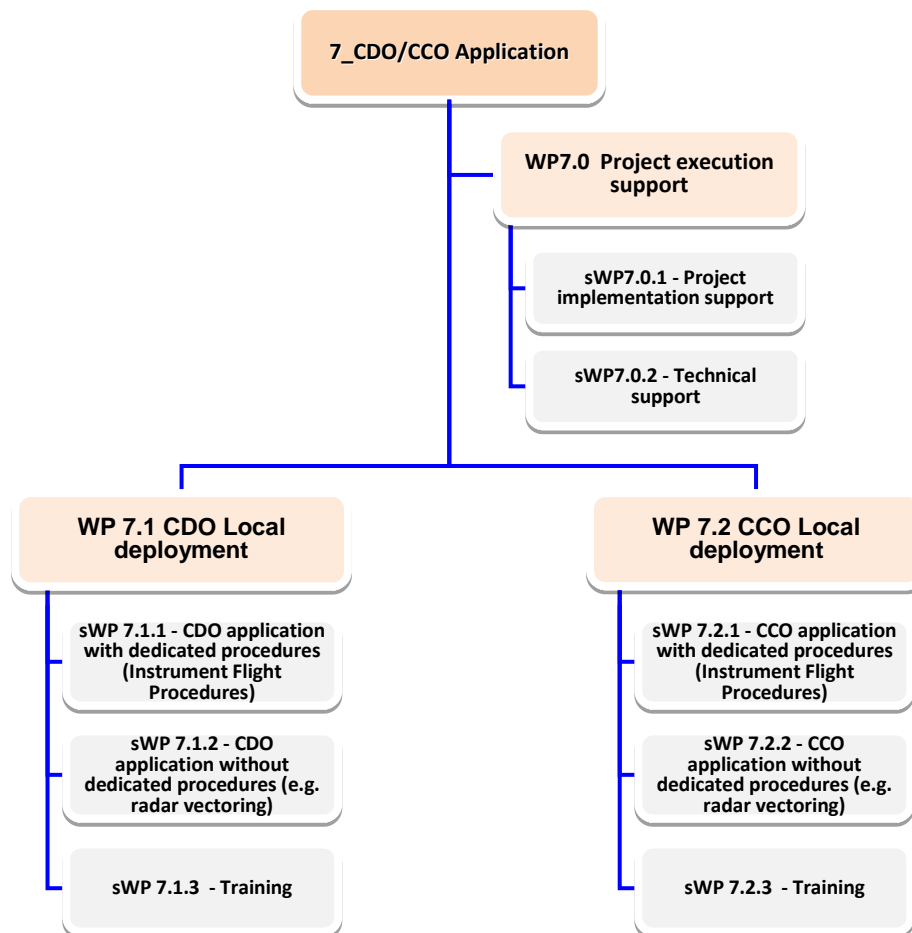 7_CDO/CCO Application
WP7.0  Project execution
support
sWP7.0.1 - Project
implementation support
sWP7.0.2 - Technical
support
WP 7.1 CDO Local
deployment
sWP 7.1.1 - CDO application
with dedicated procedures
(Instrument Flight
Procedures)
sWP 7.1.2 - CDO
application without
dedicated procedures (e.g.
radar vectoring)
sWP 7.1.3  - Training
WP 7.2 CCO Local
deployment
sWP 7.2.1 - CCO application
with dedicated procedures
(Instrument Flight
Procedures)
sWP 7.2.2 - CCO
application without
dedicated procedures (e.g.
radar vectoring)
sWP 7.2.3  - Training